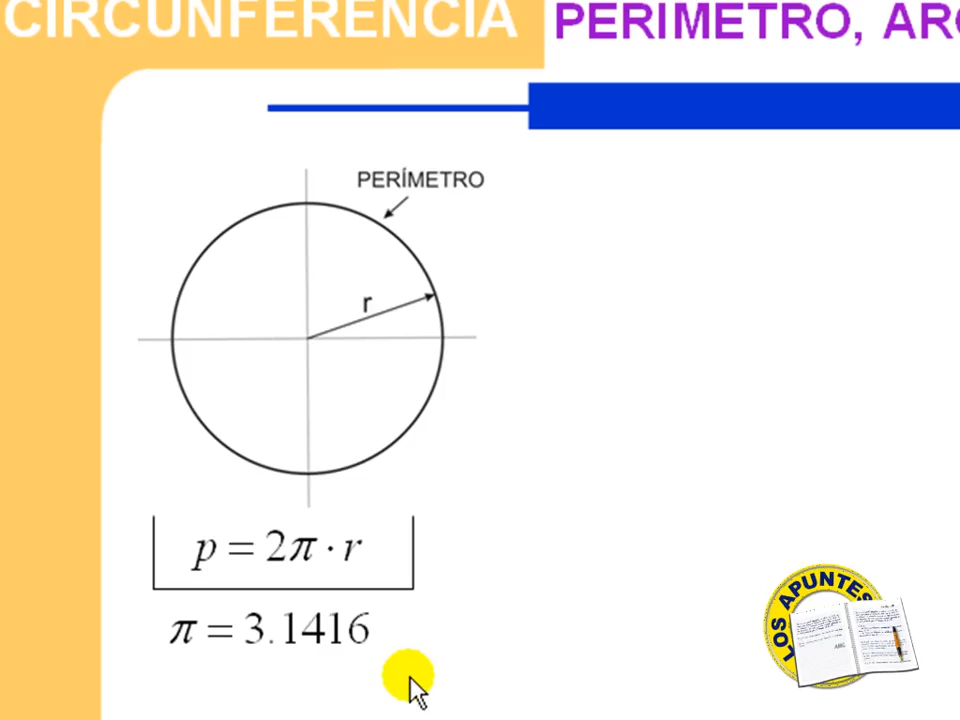 CIRCUNFERENCIA
PERIMETRO, ARC
PERÍMETRO
r
p = 2π · r
π = 3.1416
LOS APUNTES